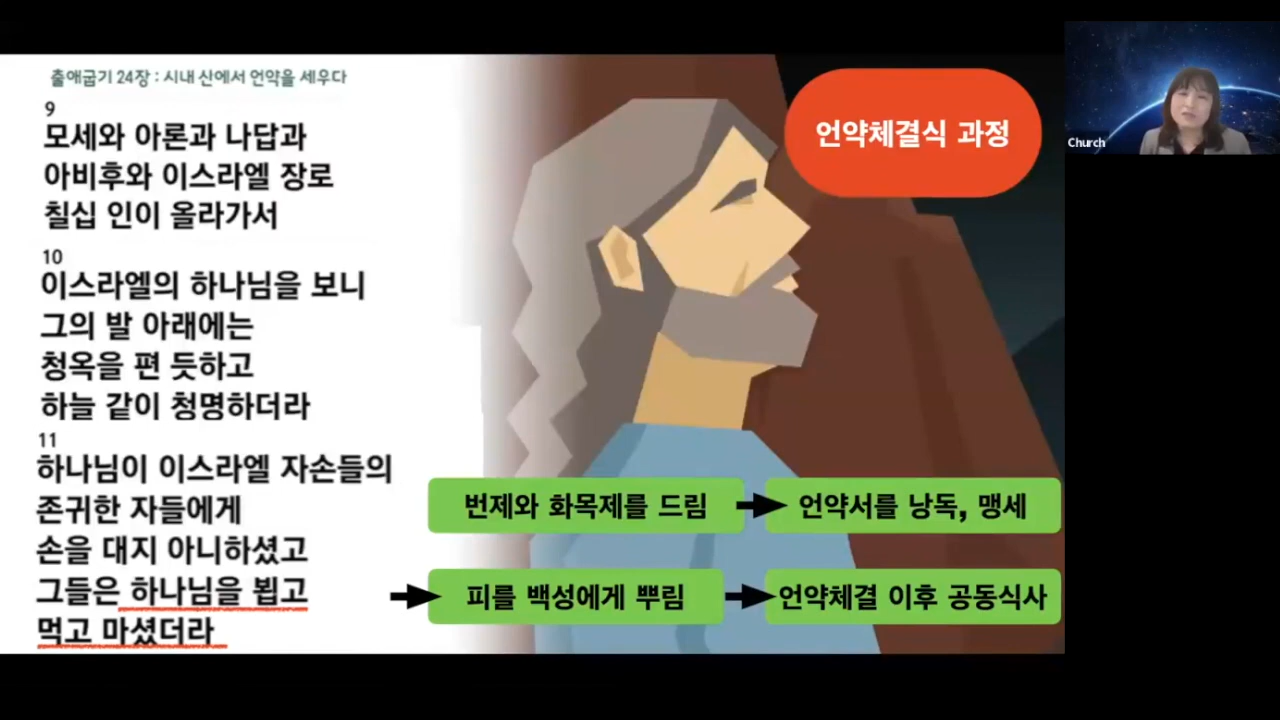 출애굽기 24장 : 시내 산에서 언약을 세우다
9
모세와 아론과 나답과
아비후와 이스라엘 장로
칠십 인이 올라가서
10
이스라엘의 하나님을 보니
그의 발 아래에는
청옥을 편 듯하고
하늘 같이 청명하더라
11
하나님이 이스라엘 자손들의
존귀한 자들에게
손을 대지 아니하셨고
그들은 하나님을 뵙고
먹고 마셨더라
언약체결식 과정
번제와 화목제를 드림
언약서를 낭독, 맹세
피를 백성에게 뿌림
언약체결 이후 공동식사
Church